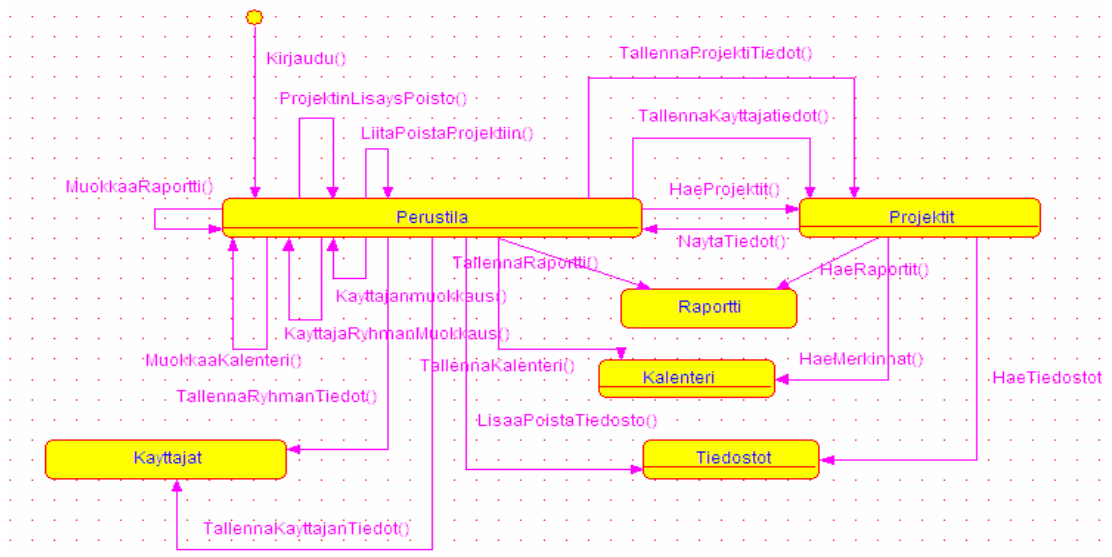 Kirjaudu()
TallennaProjektiTiedot()
ProjektinLisaysPoisto()
TallennaKayttajatiedot()
LiitaPoistaProjektiin()
MuokkaaRaportti()
HaeProjektit()
Perustila
Projektit
NaytaTiedot()
TallennaRaportti()
HaeRaportit()
Kayttajanmuokkaus()
Raportti
KayttajaRyhmanMuokkaus()
MuokkaaKalenteri()
TallennaKalenteri()
HaeMerkinnat()
Kalenteri
HaeTiedostot
TallennaRyhmanTiedot()
LisaaPoistaTiedosto()
Kayttajat
Tiedostot
TallennaKayttajanTiedot()